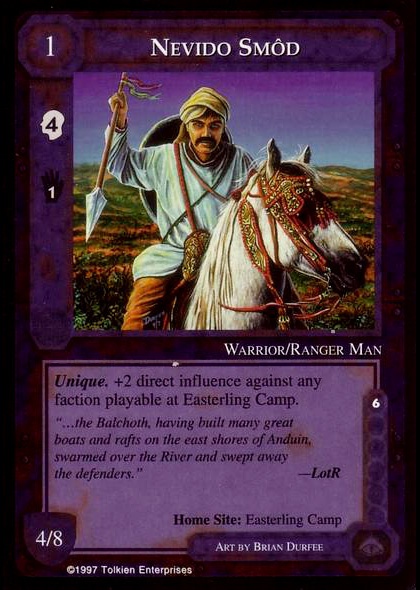 1
NEVIDO SMÔD
4
1
WARRIOR/RANGER MAN
Unique. +2 direct influence against any
faction playable at Easterling Camp.
6
“...the Balchoth, having built many great
boats and rafts on the east shores of Anduin,
swarmed over the River and swept away
the defenders.” —LotR
Home Site: Easterling Camp
4/8
ART BY BRIAN DURFEE
©1997 Tolkien Enterprises